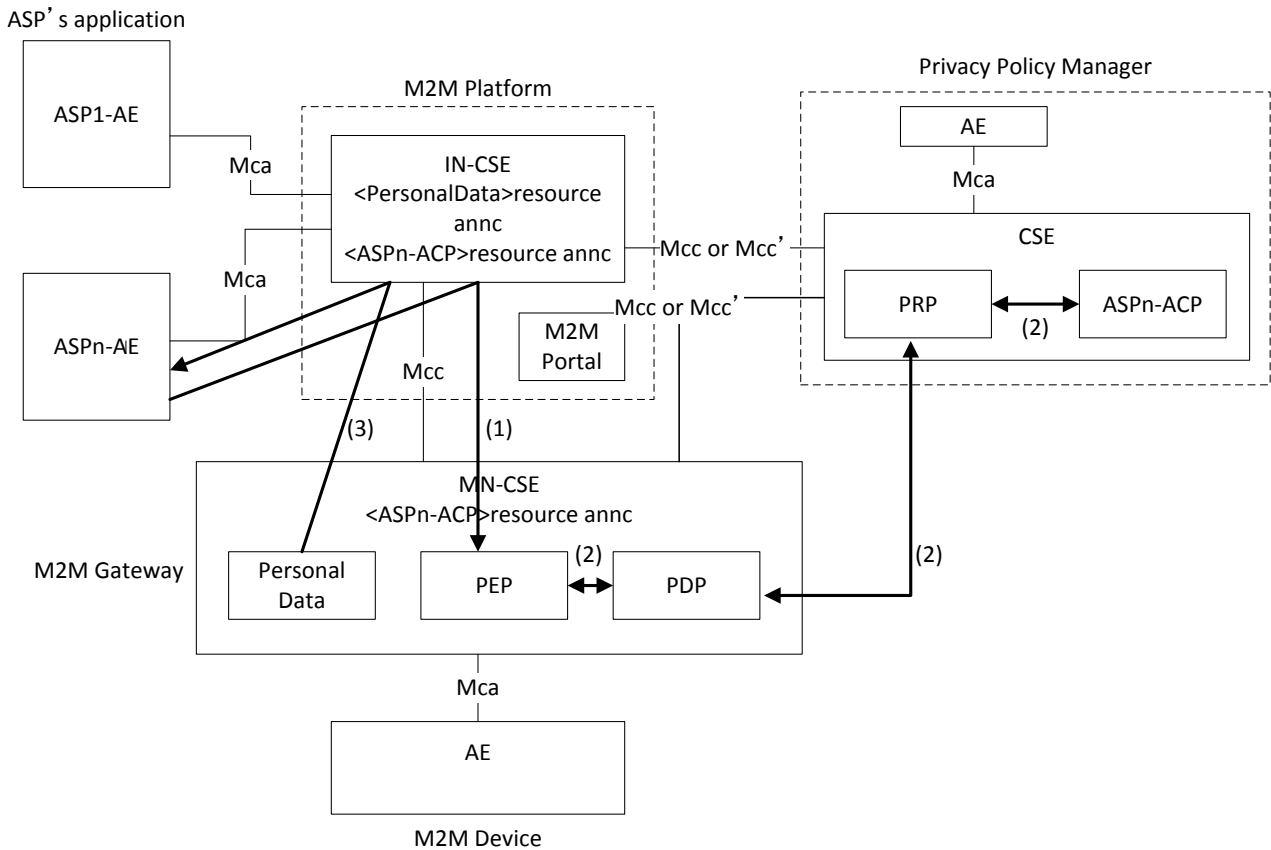 ASP's application
ASP1-AE
Mca
M2M Platform
IN-CSE
<PersonalData>resource
annc
<ASPn-ACP>resource annc
Privacy Policy Manager
AE
Mca
CSE
PRP
(2)
ASPn-ACP
Mcc or Mcc'
Mcc or Mcc'
Mca
ASPn-AE
M2M
Portal
Mcc
(3)
(1)
MN-CSE
<ASPn-ACP>resource annc
M2M Gateway
Personal
Data
PEP
(2)
PDP
(2)
Mca
AE
M2M Device